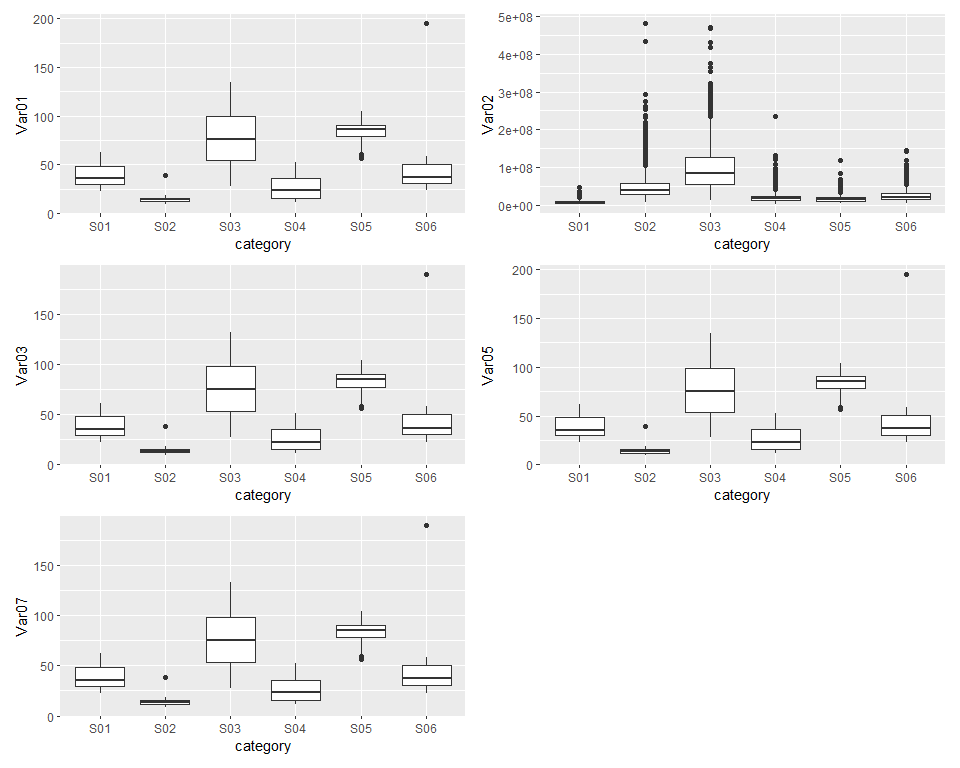 Var01
200
150
100
50
0
S01 S02 S03 S04 S05 S06
category
Var02
5e+08
4e+08
3e+08
2e+08
1e+08
0e+00
S01 S02 S03 S04 S05 S06
category
Var03
150
100
50
0
S01 S02 S03 S04 S05 S06
category
Var05
200
150
100
50
0
S01 S02 S03 S04 S05 S06
category
Var07
150
100
50
0
S01 S02 S03 S04 S05 S06
category